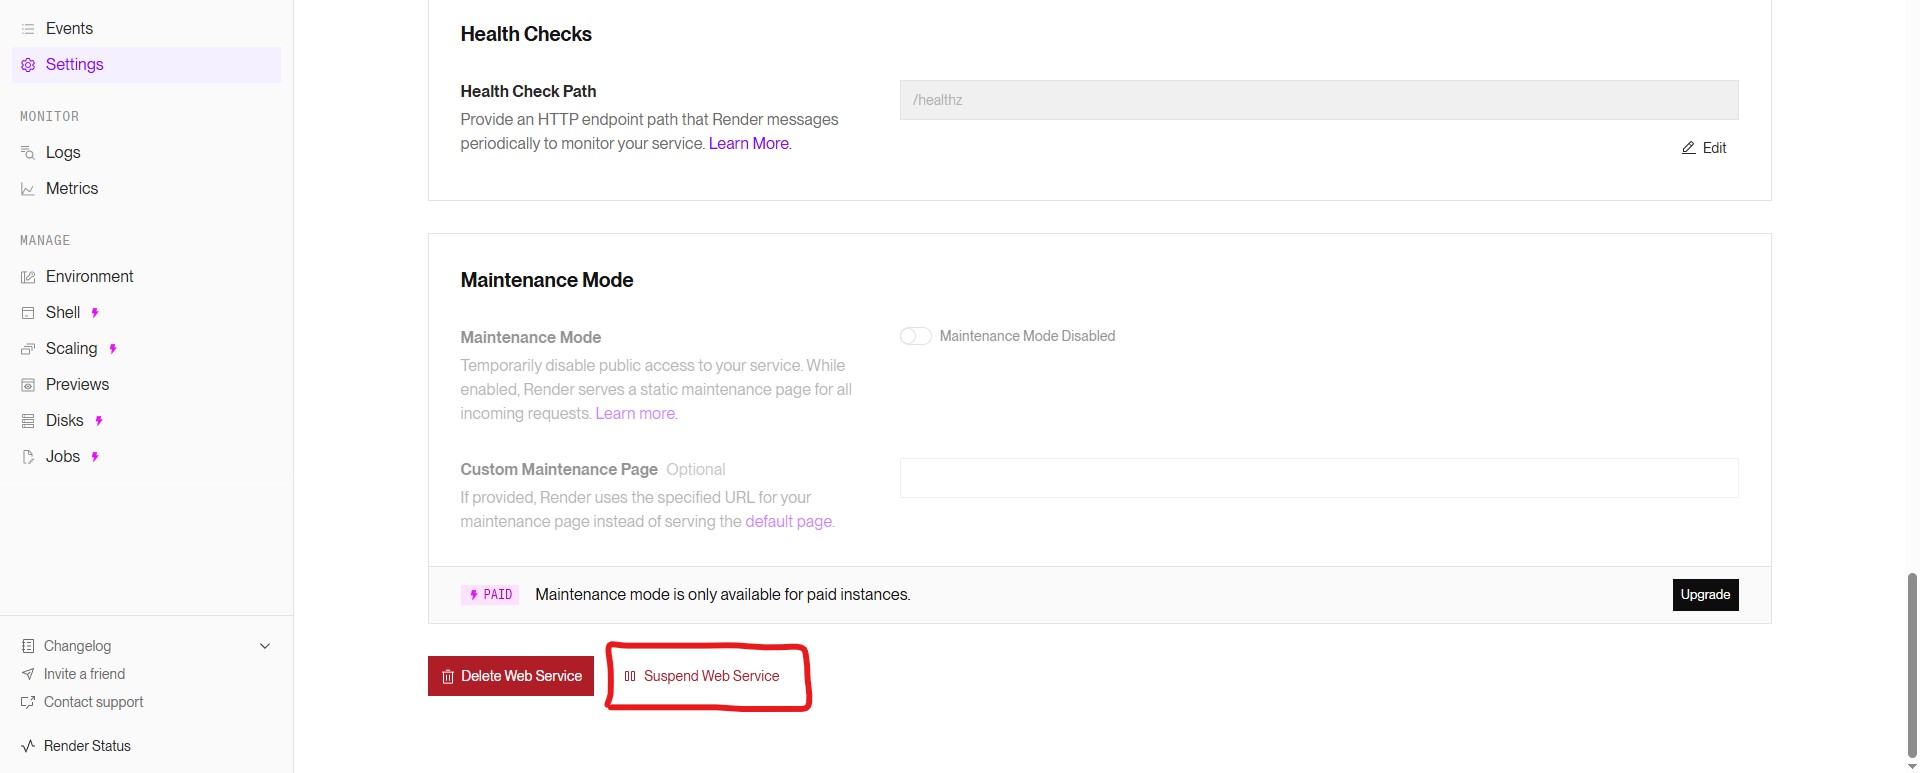 Events
Settings
MONITOR
Logs
Metrics
MANAGE
Environment
Shell
Scaling
Previews
Disks
Jobs
Changelog
Invite a friend
Contact support
Render Status
Health Checks
Health Check Path
Provide an HTTP endpoint path that Render messages
periodically to monitor your service. Learn More.
/healthz
Edit
Maintenance Mode
Maintenance Mode
Temporarily disable public access to your service. While
enabled, Render serves a static maintenance page for all
incoming requests. Learn more.
Maintenance Mode Disabled
Custom Maintenance Page Optional
If provided, Render uses the specified URL for your
maintenance page instead of serving the default page.
PAID Maintenance mode is only available for paid instances.
Upgrade
Delete Web Service
Suspend Web Service